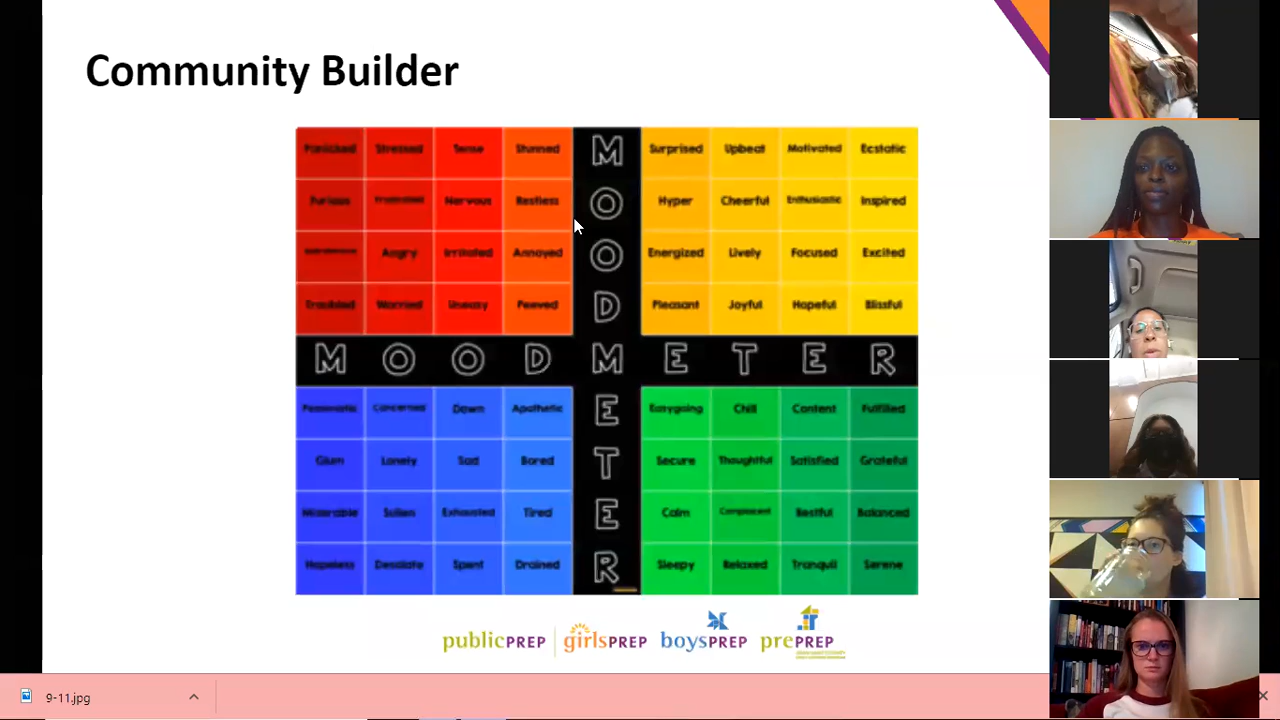 Community Builder
Panicked Stressed Tense Stunned M Surprised Upbeat Motivated Ecstatic
Furious Frustrated Nervous Restless O Hyper Cheerful Enthusiastic Inspired
Angry Irritated Annoyed O Energized Lively Focused Excited
Troubled Worried Uneasy Peeved D Pleasant Joyful Hopeful Blissful
M O O D M E T E R
Pessimistic Concerned Down Apathetic E Easygoing Chill Content Fulfilled
Glum Lonely Sad Bored T Secure Thoughtful Satisfied Grateful
Miserable Sullen Exhausted Tired E Calm Complacent Restful Balanced
Hopeless Desolate Spent Drained R Sleepy Relaxed Tranquil Serene
publicPREP girlsPREP boysPREP prePREP
9-11.jpg